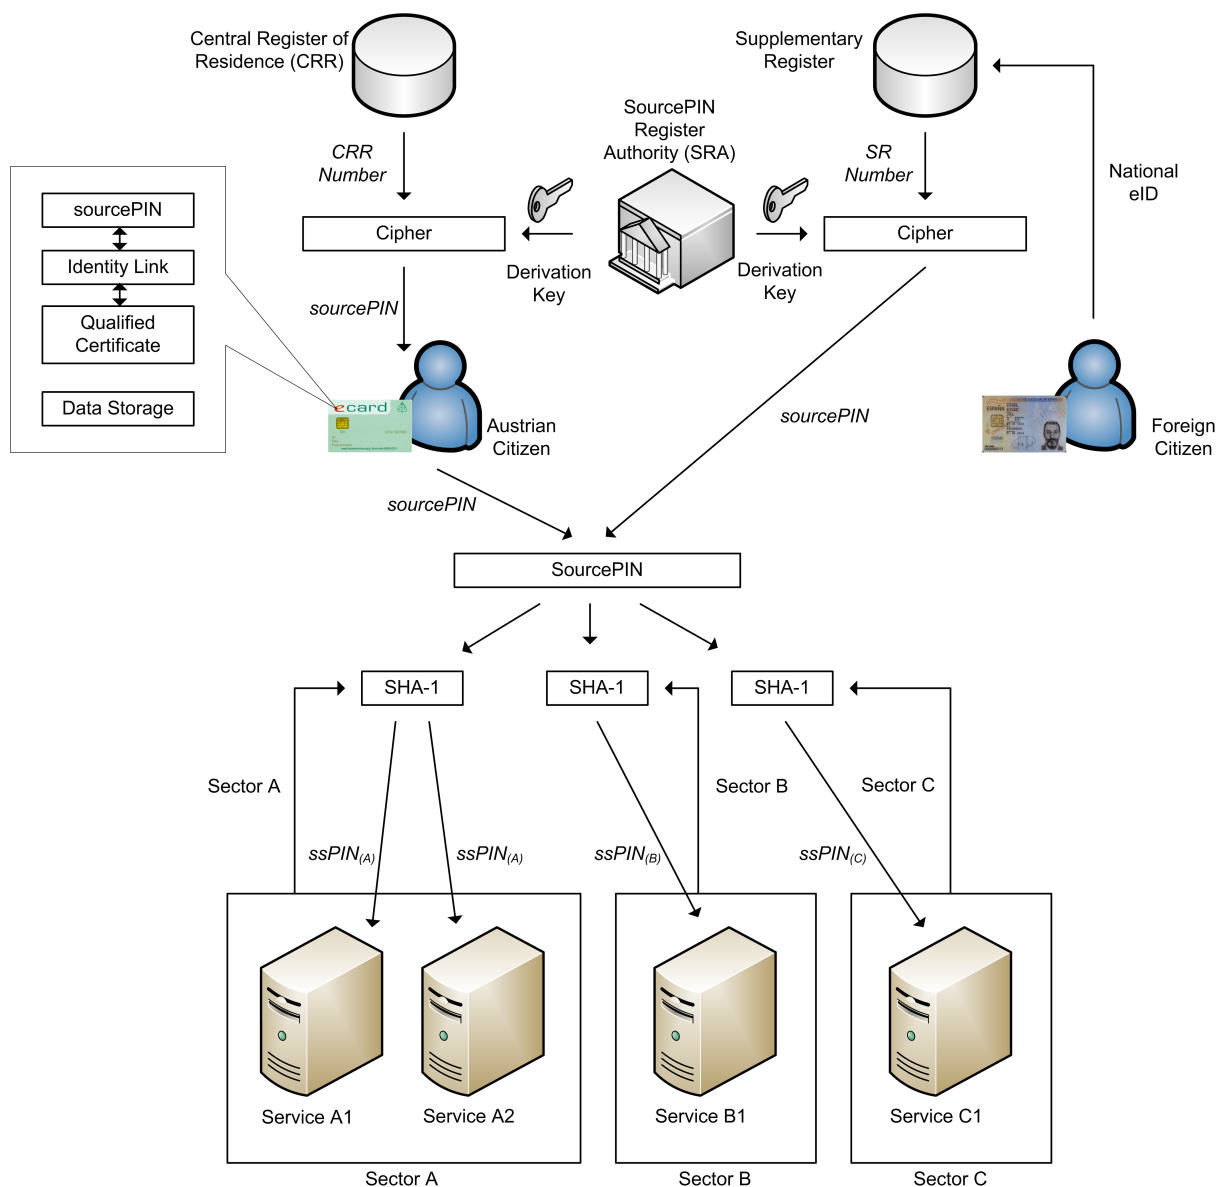 Central Register of
Residence (CRR)
Supplementary
Register
SourcePIN
Register
Authority (SRA)
CRR
Number
SR
Number
National
eID
sourcePIN
Identity Link
Qualified
Certificate
Data Storage
Cipher
Cipher
Derivation
Key
Derivation
Key
sourcePIN
ecard
Austrian
Citizen
sourcePIN
ESPAÑA
Foreign
Citizen
sourcePIN
SourcePIN
SHA-1
SHA-1
SHA-1
Sector A
Sector B
Sector C
ssPIN(A)
ssPIN(A)
ssPIN(B)
ssPIN(C)
Service A1
Service A2
Service B1
Service C1
Sector A
Sector B
Sector C